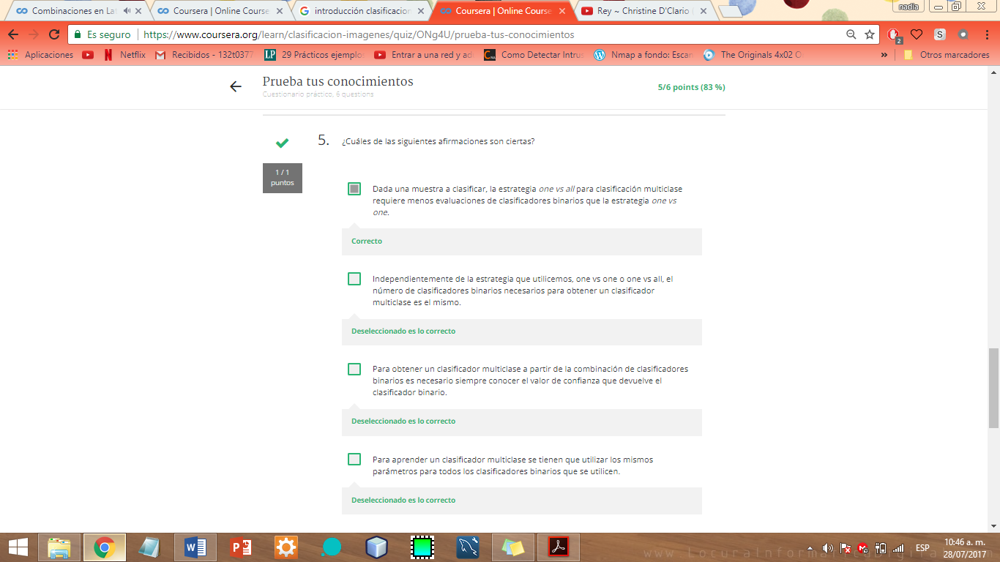 Combinaciones en Lat
Coursera | Online Course
introducción clasificacion
Coursera | Online Course
Rey ~ Christine D'Clario
nadia
Es seguro
https://www.coursera.org/learn/clasificacion-imagenes/quiz/ONg4U/prueba-tus-conocimientos
2
S
Aplicaciones
Netflix
Recibidos - 132t0377
LP
29 Prácticos ejemplo
Entrar a una red y ad
Como Detectar Intrus
Nmap a fondo: Escan
The Originals 4x02 O
»
Otros marcadores
Prueba tus conocimientos
Cuestionario práctico, 6 questions
5/6 points (83 %)
5. ¿Cuáles de las siguientes afirmaciones son ciertas?
1 / 1
puntos
Dada una muestra a clasificar, la estrategia one vs all para clasificación multiclase
requiere menos evaluaciones de clasificadores binarios que la estrategia one vs
one.
Correcto
Independientemente de la estrategia que utilicemos, one vs one o one vs all, el
número de clasificadores binarios necesarios para obtener un clasificador
multiclase es el mismo.
Deseleccionado es lo correcto
Para obtener un clasificador multiclase a partir de la combinación de clasificadores
binarios es necesario siempre conocer el valor de confianza que devuelve el
clasificador binario.
Deseleccionado es lo correcto
Para aprender un clasificador multiclase se tienen que utilizar los mismos
parámetros para todos los clasificadores binarios que se utilicen.
Deseleccionado es lo correcto
ESP
10:46 a. m.
28/07/2017